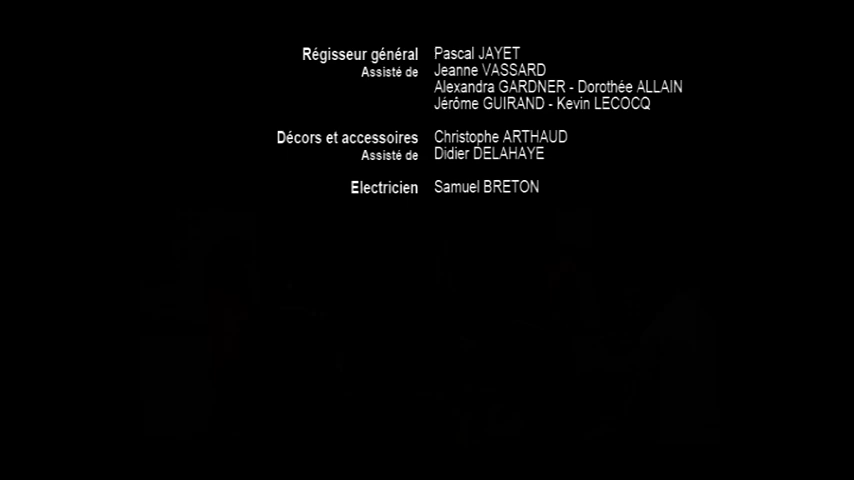 Régisseur général Pascal JAYET
Assisté de Jeanne VASSARD
Alexandra GARDNER - Dorothée ALLAIN
Jérôme GUIRAND - Kevin LECOCQ
Décors et accessoires Christophe ARTHAUD
Assisté de Didier DELAHAYE
Electricien Samuel BRETON